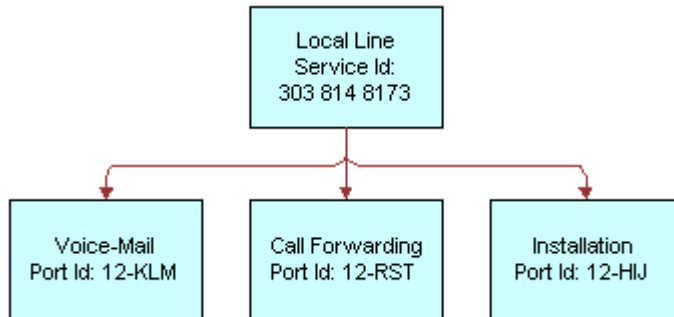 Local Line
Service Id:
303 814 8173
Voice-Mail
Port Id: 12-KLM
Call Forwarding
Port Id: 12-RST
Installation
Port Id: 12-HIJ